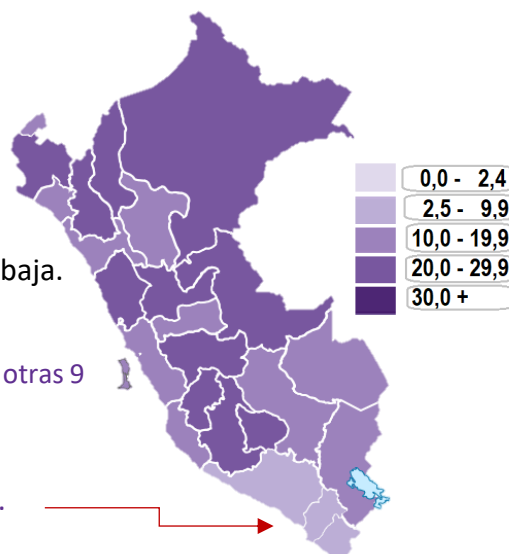 0,0 - 2,4
2,5 - 9,9
10,0 - 19,9
20,0 - 29,9
30,0 +
baja.
otras 9
.